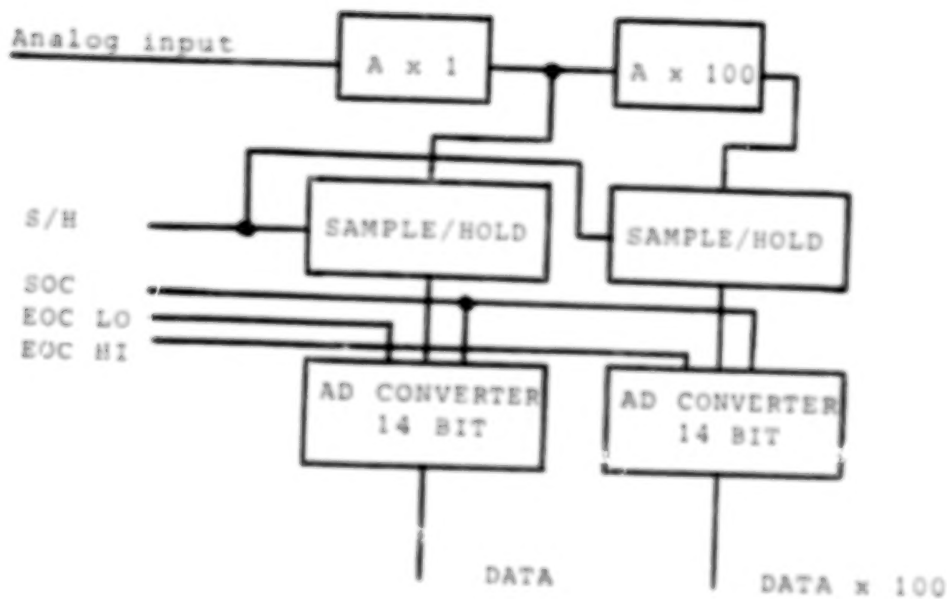 Analog input
A x 1
A x 100
S/H
SAMPLE/HOLD
SAMPLE/HOLD
SOC
EOC LO
EOC HI
AD CONVERTER
14 BIT
AD CONVERTER
14 BIT
DATA
DATA x 100